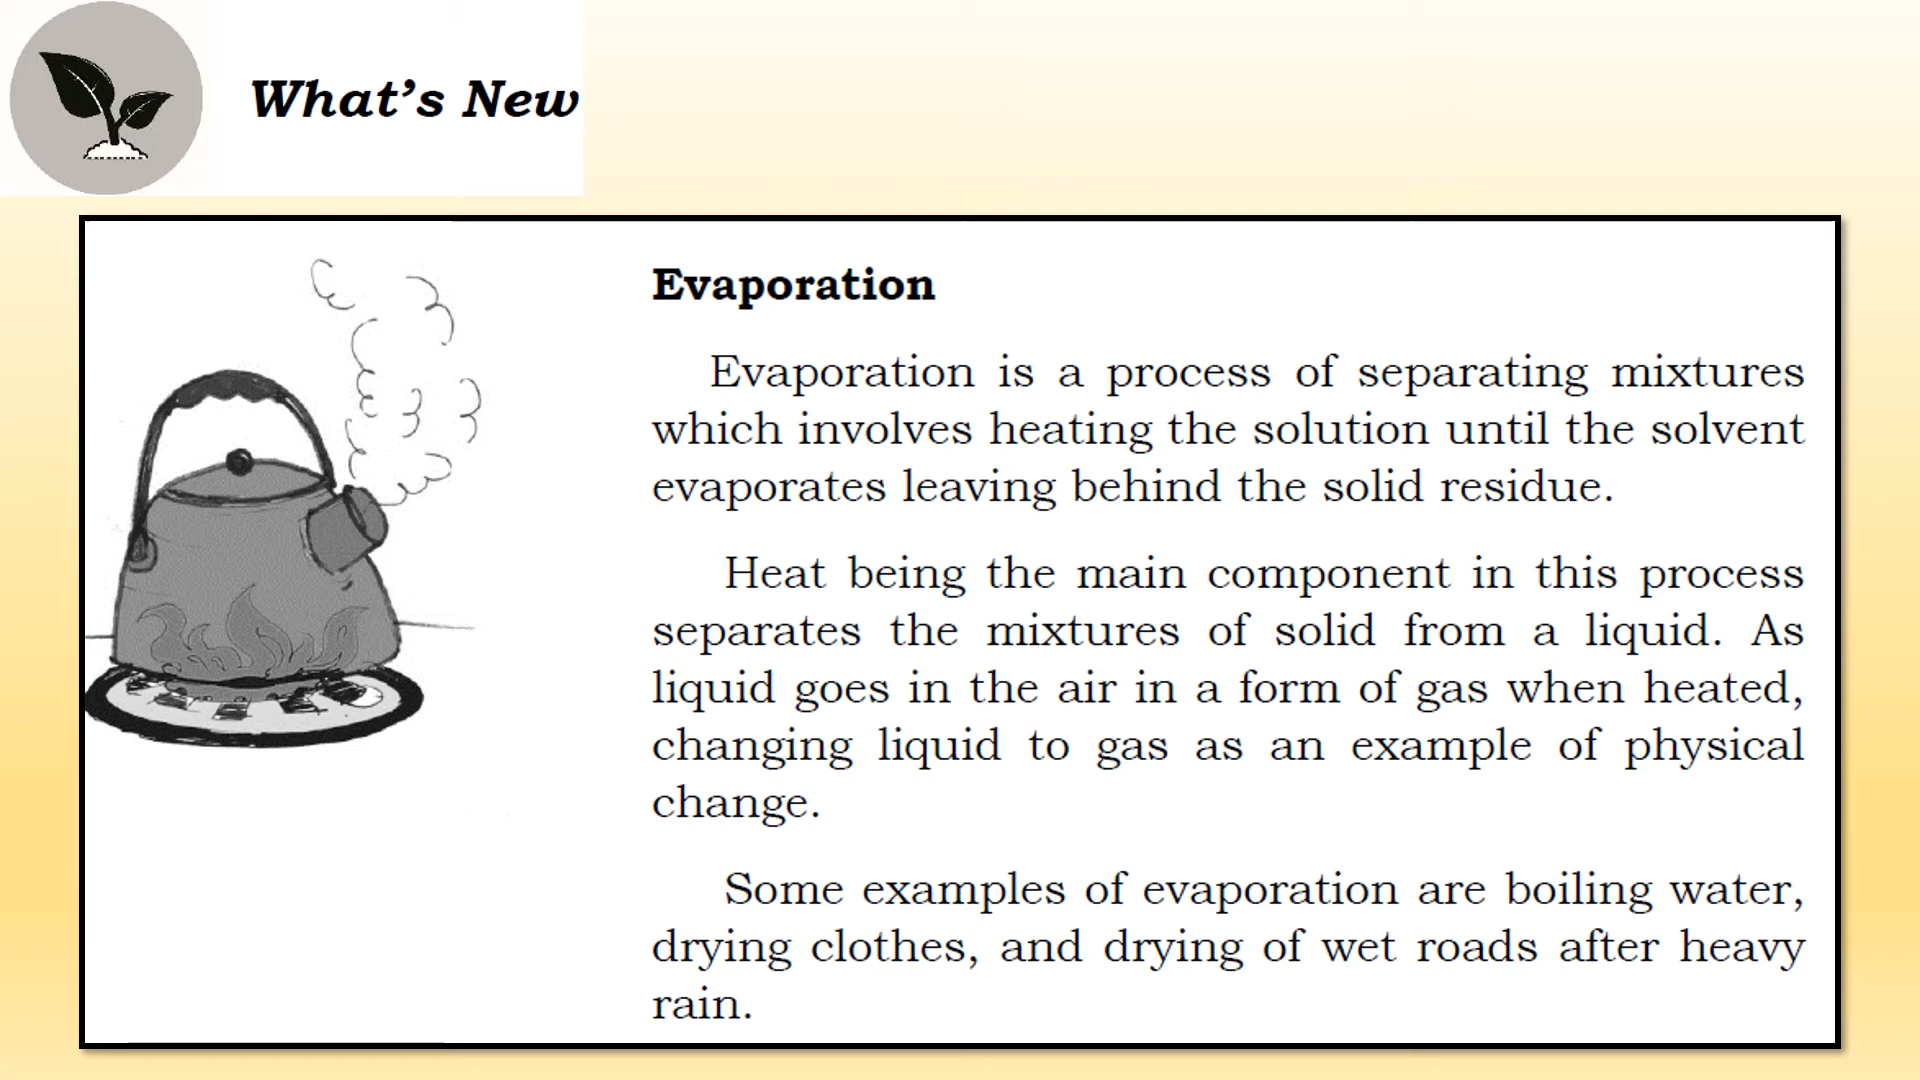 What's New
Evaporation
Evaporation is a process of separating mixtures
which involves heating the solution until the solvent
evaporates leaving behind the solid residue.
Heat being the main component in this process
separates the mixtures of solid from a liquid. As
liquid goes in the air in a form of gas when heated,
changing liquid to gas as an example of physical
change.
Some examples of evaporation are boiling water,
drying clothes, and drying of wet roads after heavy
rain.